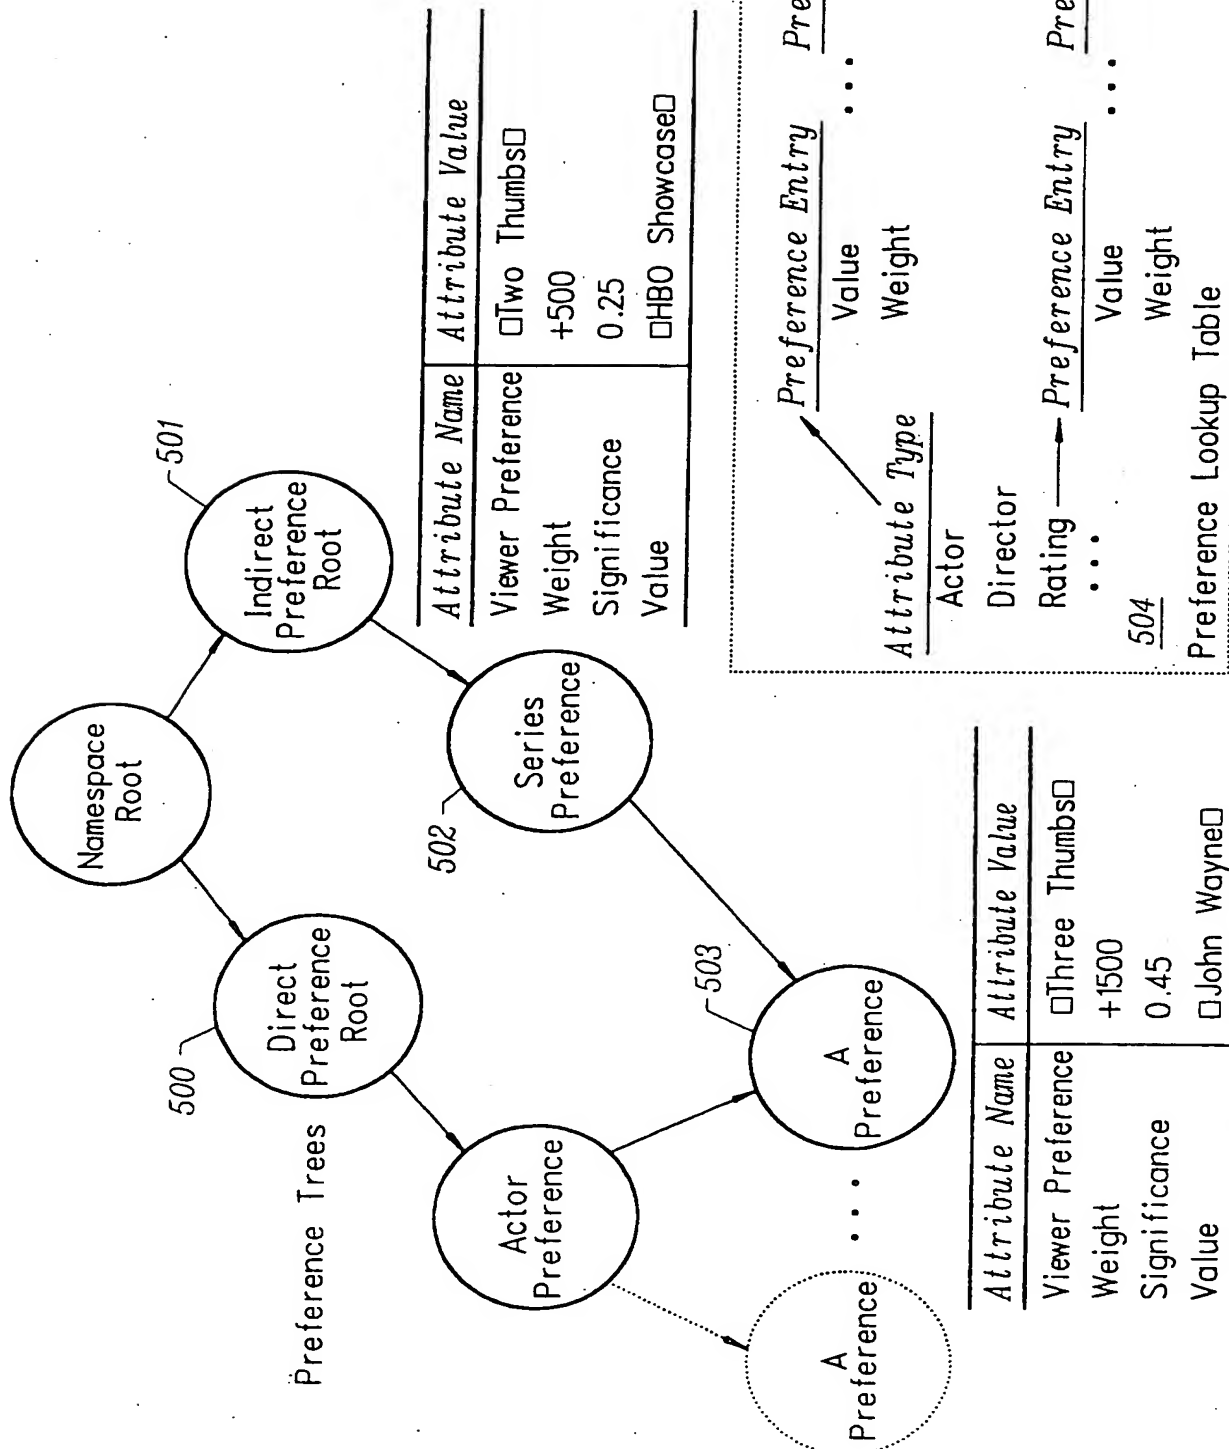 Preference Trees
Namespace
Root
500
Direct
Preference
Root
501
Indirect
Preference
Root
Actor
Preference
502
Series
Preference
A
Preference
503
A
Preference
• • •
Attribute Name Attribute Value
Viewer Preference □Two Thumbs□
Weight +500
Significance 0.25
Value □HBO Showcase□
Attribute Name Attribute Value
Viewer Preference □Three Thumbs□
Weight +1500
Significance 0.45
Value □John Wayne□
Attribute Type
Actor
Director
Rating
• • •
504
Preference Lookup Table
Preference Entry
Value
Weight
• • •
Preference Entry
Value
Weight
• • •